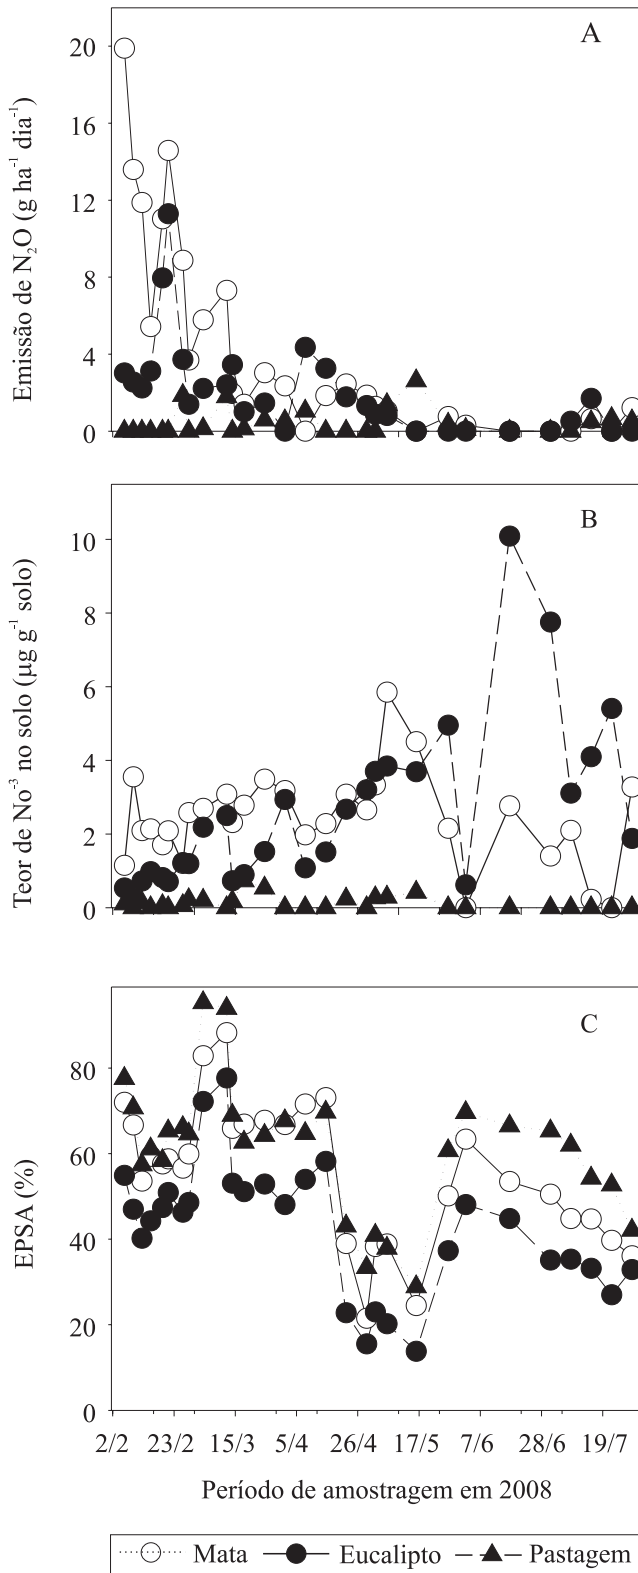 A
20
16
12
8
4
0
Emissão de N₂O (g ha⁻¹ dia⁻¹)
B
10
8
6
4
2
0
Teor de No⁻³ no solo (µg g⁻¹ solo)
C
80
60
40
20
0
EPSA (%)
2/2 23/2 15/3 5/4 26/4 17/5 7/6 28/6 19/7
Período de amostragem em 2008
Mata Eucalipto Pastagem